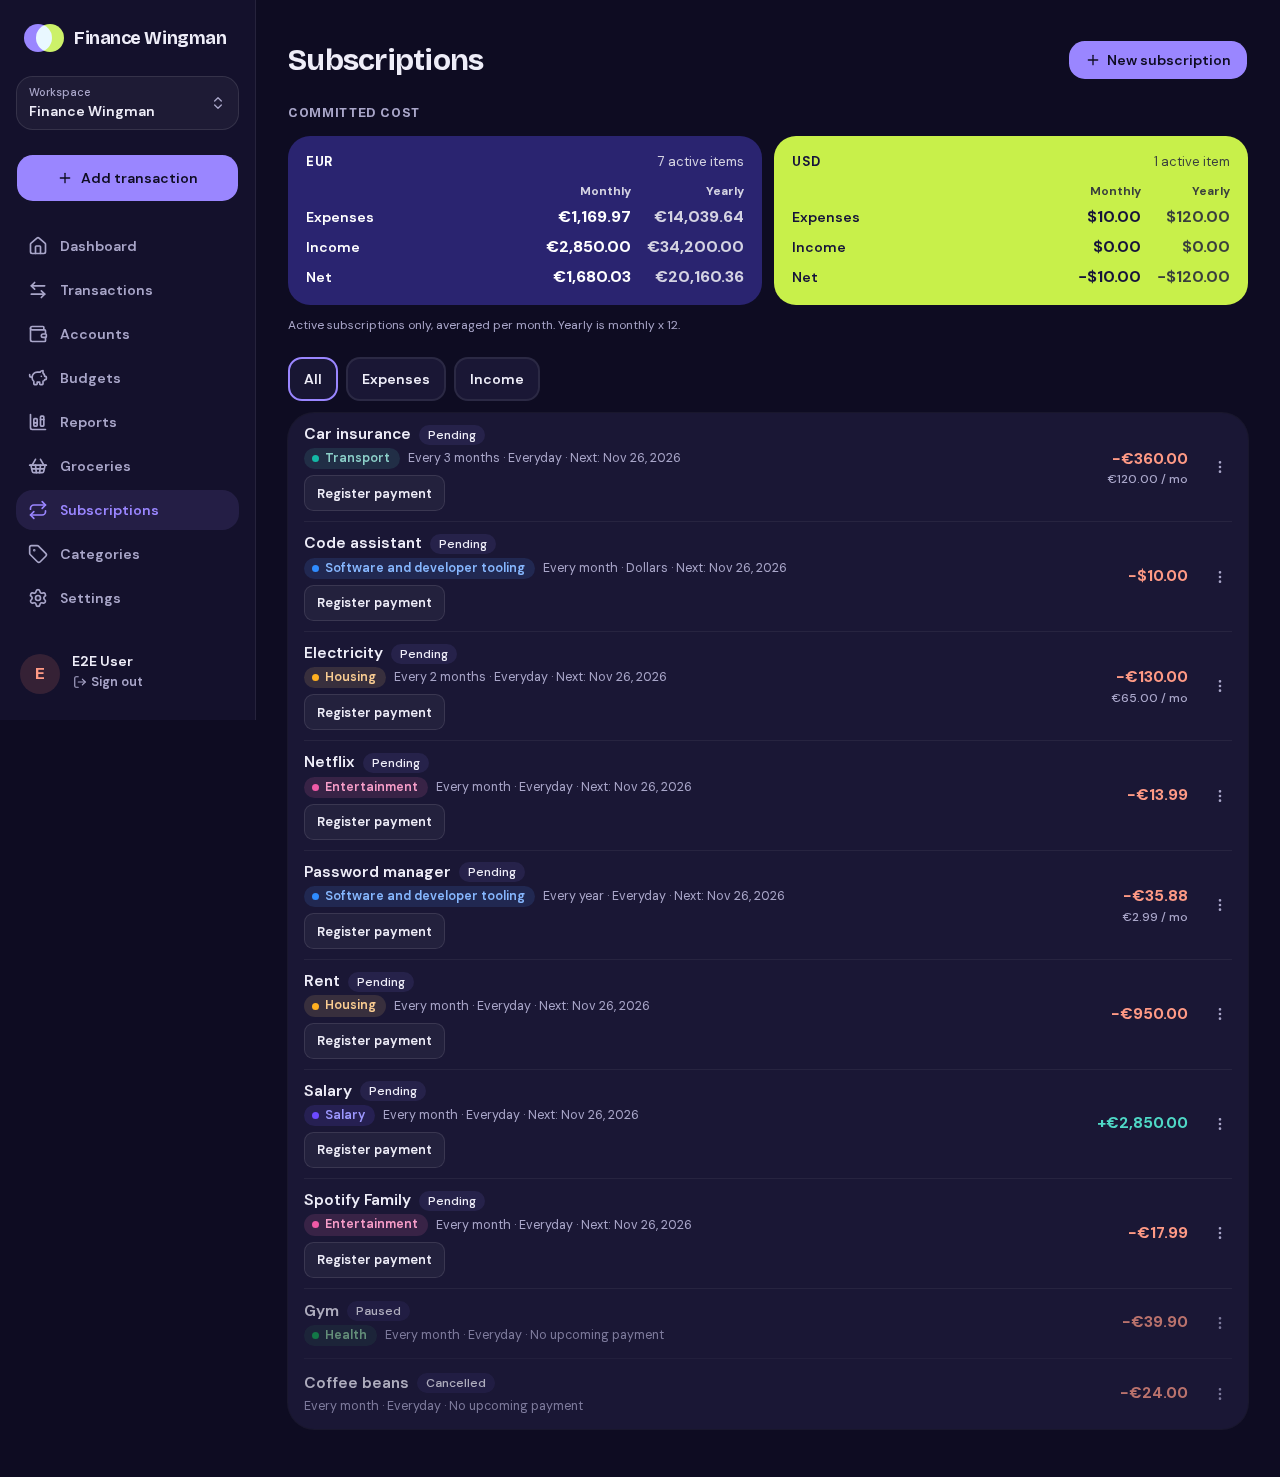 Finance Wingman
Workspace
Finance Wingman
Add transaction
Dashboard
Transactions
Accounts
Budgets
Reports
Groceries
Subscriptions
Categories
Settings
E
E2E User
Sign out
Subscriptions
New subscription
COMMITTED COST
EUR 7 active items
Monthly Yearly
Expenses €1,169.97 €14,039.64
Income €2,850.00 €34,200.00
Net €1,680.03 €20,160.36
USD 1 active item
Monthly Yearly
Expenses $10.00 $120.00
Income $0.00 $0.00
Net -$10.00 -$120.00
Active subscriptions only, averaged per month. Yearly is monthly x 12.
All Expenses Income
Car insurance Pending
Transport Every 3 months · Everyday · Next: Nov 26, 2026
Register payment
-€360.00
€120.00 / mo
Code assistant Pending
Software and developer tooling Every month · Dollars · Next: Nov 26, 2026
Register payment
-$10.00
Electricity Pending
Housing Every 2 months · Everyday · Next: Nov 26, 2026
Register payment
-€130.00
€65.00 / mo
Netflix Pending
Entertainment Every month · Everyday · Next: Nov 26, 2026
Register payment
-€13.99
Password manager Pending
Software and developer tooling Every year · Everyday · Next: Nov 26, 2026
Register payment
-€35.88
€2.99 / mo
Rent Pending
Housing Every month · Everyday · Next: Nov 26, 2026
Register payment
-€950.00
Salary Pending
Salary Every month · Everyday · Next: Nov 26, 2026
Register payment
+€2,850.00
Spotify Family Pending
Entertainment Every month · Everyday · Next: Nov 26, 2026
Register payment
-€17.99
Gym Paused
Health Every month · Everyday · No upcoming payment
-€39.90
Coffee beans Cancelled
Every month · Everyday · No upcoming payment
-€24.00